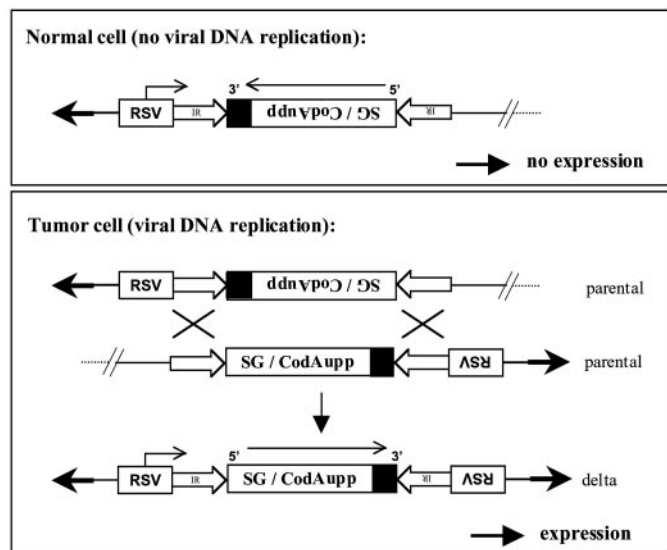 Normal cell (no viral DNA replication):
3' 5'
RSV IR SG / CodAupp IR
no expression
Tumor cell (viral DNA replication):
RSV SG / CodAupp parental
SG / CodAupp RSV parental
5' 3'
RSV IR SG / CodAupp IR RSV delta
expression